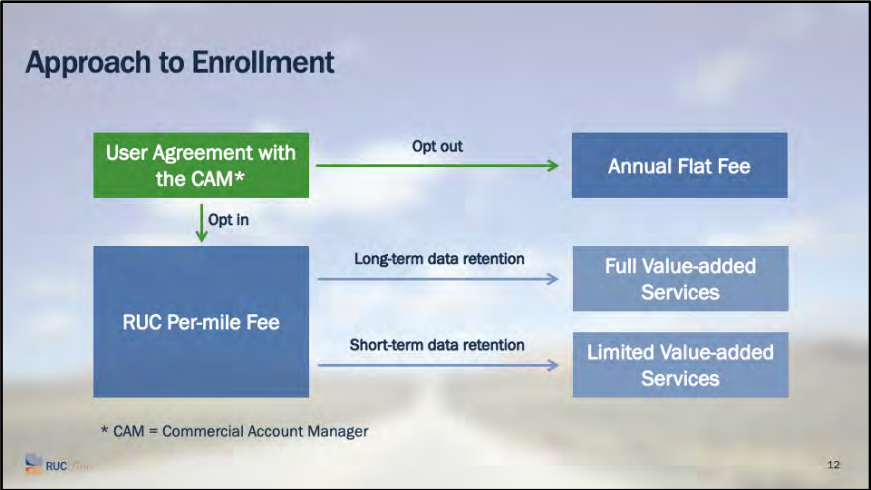 Approach to Enrollment
User Agreement with
the CAM*
Opt out
Annual Flat Fee
Opt in
RUC Per-mile Fee
Long-term data retention
Full Value-added
Services
Short-term data retention
Limited Value-added
Services
* CAM = Commercial Account Manager
RUC
12